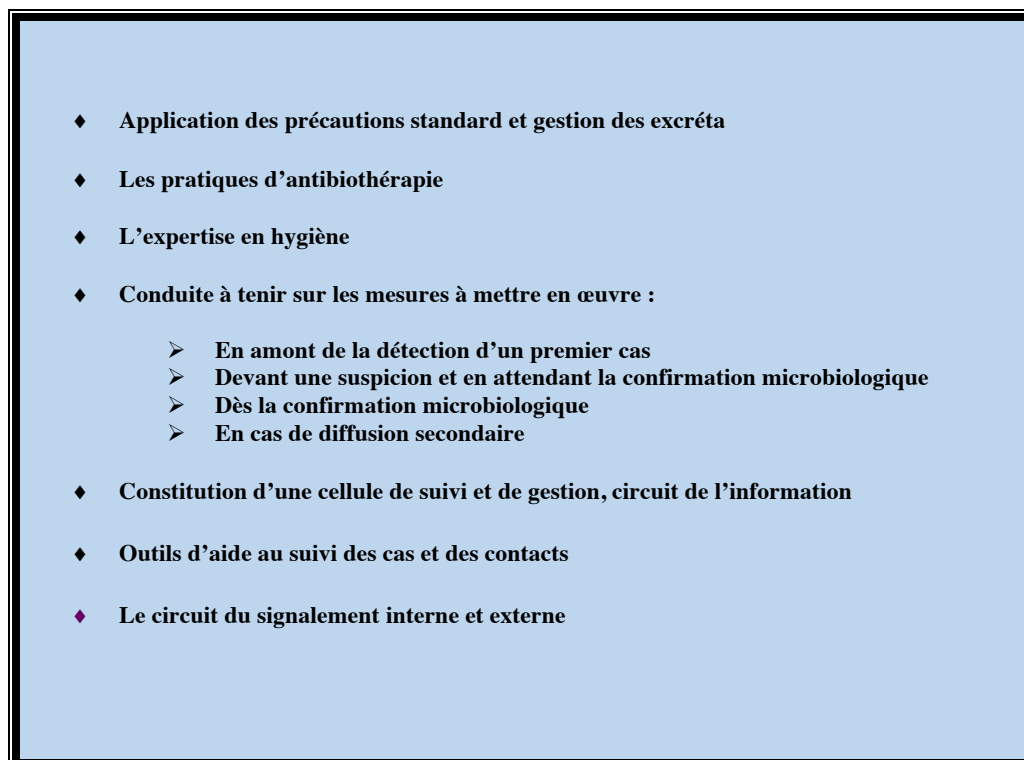 ♦ Application des précautions standard et gestion des excréta
♦ Les pratiques d’antibiothérapie
♦ L’expertise en hygiène
♦ Conduite à tenir sur les mesures à mettre en œuvre :
➢ En amont de la détection d’un premier cas
➢ Devant une suspicion et en attendant la confirmation microbiologique
➢ Dès la confirmation microbiologique
➢ En cas de diffusion secondaire
♦ Constitution d’une cellule de suivi et de gestion, circuit de l’information
♦ Outils d’aide au suivi des cas et des contacts
♦ Le circuit du signalement interne et externe